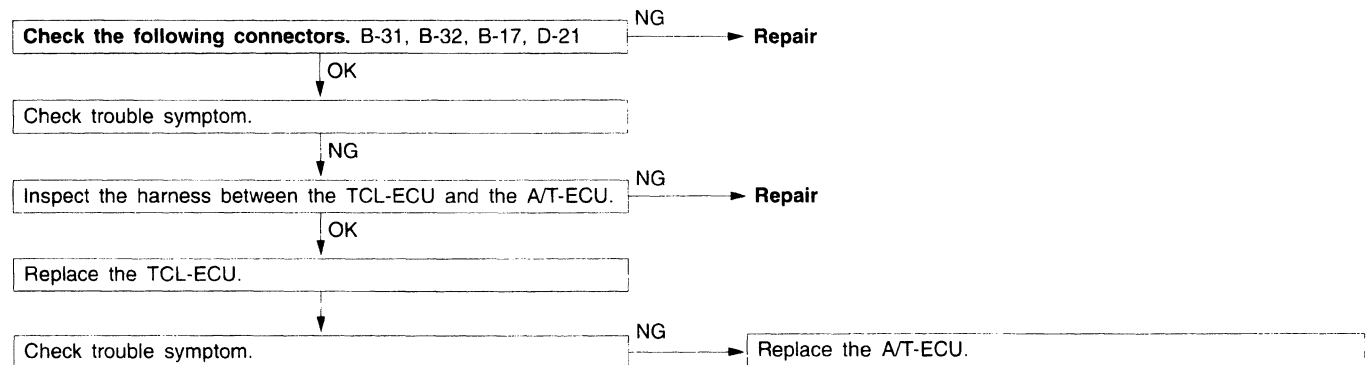 NG
Check the following connectors. B-31, B-32, B-17, D-21
Repair
OK
Check trouble symptom.
NG
Inspect the harness between the TCL-ECU and the A/T-ECU.
NG
Repair
OK
Replace the TCL-ECU.
Check trouble symptom.
NG
Replace the A/T-ECU.